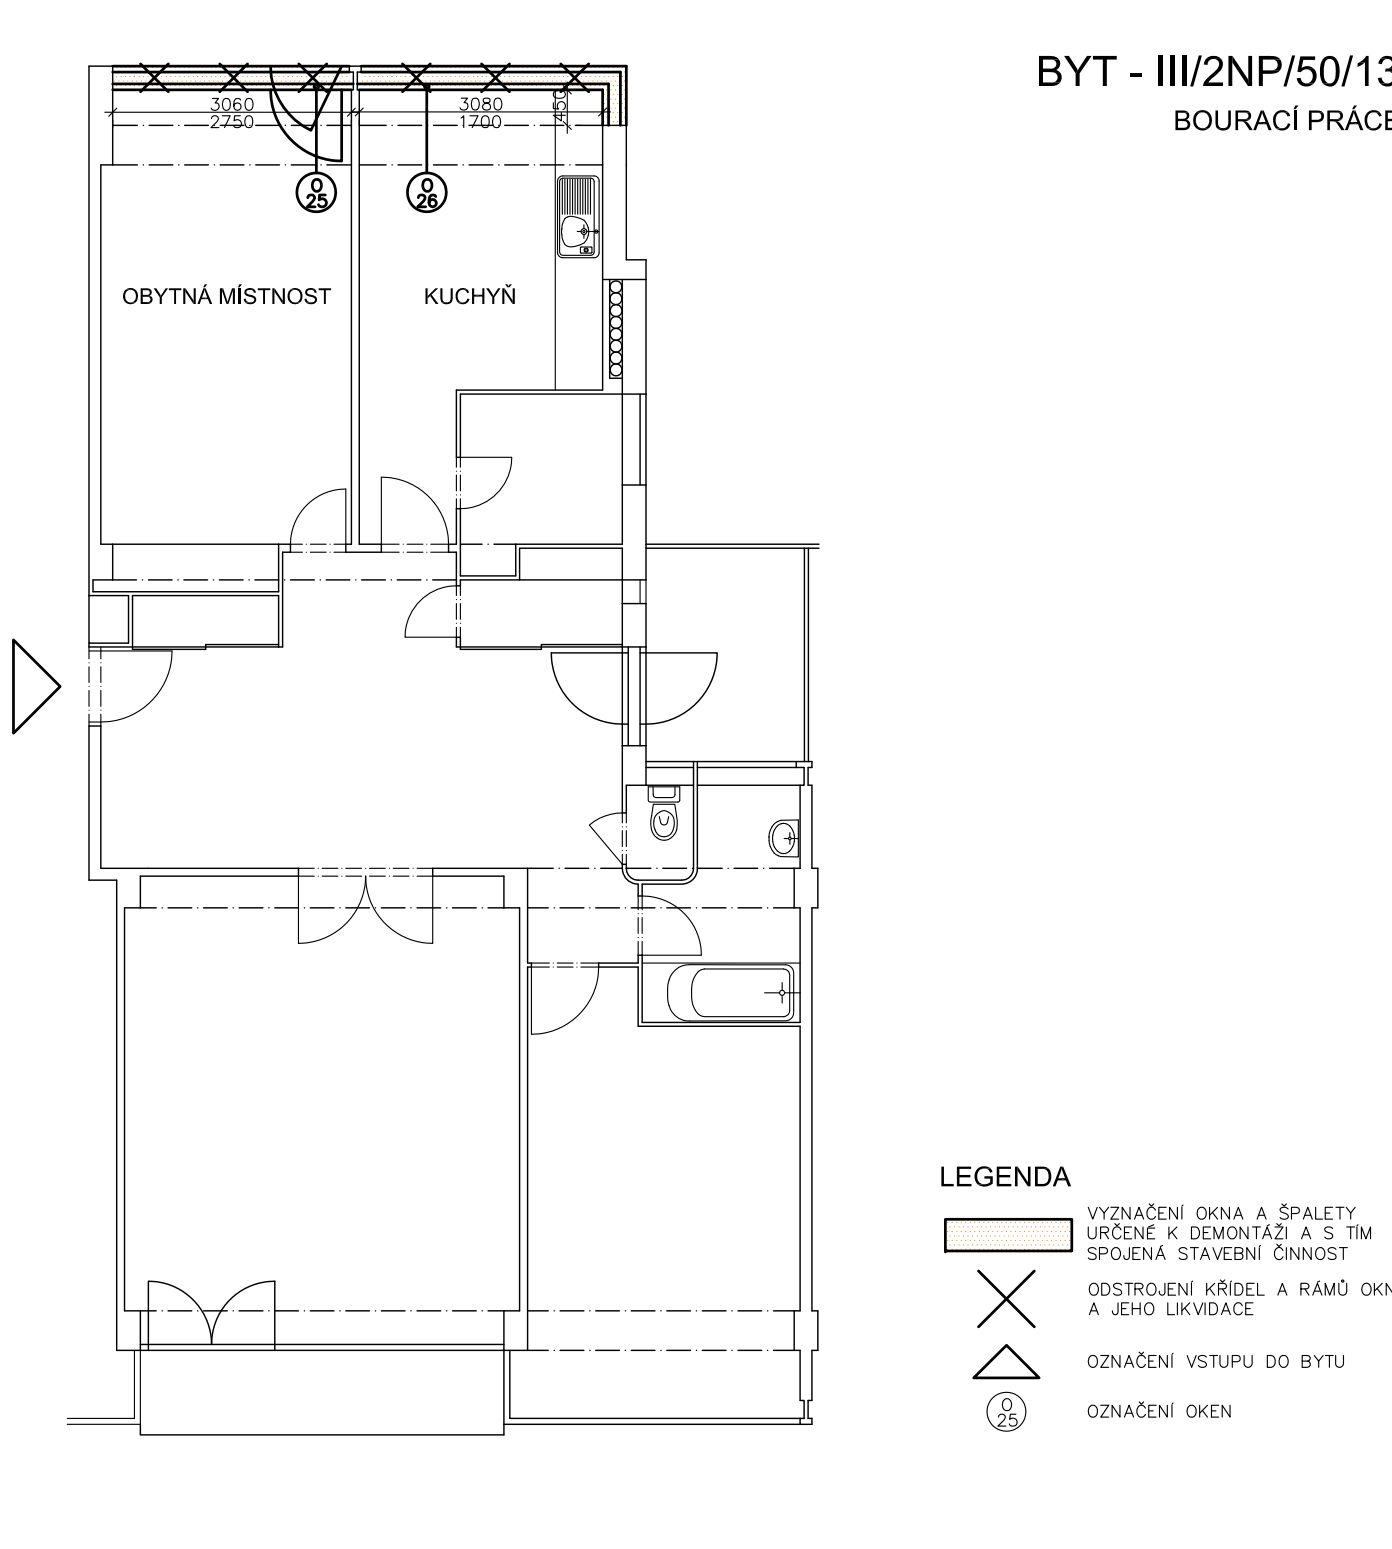 BYT - III/2NP/50/13
BOURACÍ PRÁCE
3060
2750
3080
1700
450
O
25
O
26
OBYTNÁ MÍSTNOST
KUCHYŇ
LEGENDA
VYZNAČENÍ OKNA A ŠPALETY
URČENÉ K DEMONTÁŽI A S TÍM
SPOJENÁ STAVEBNÍ ČINNOST
ODSTROJENÍ KŘÍDEL A RÁMŮ OKN
A JEHO LIKVIDACE
OZNAČENÍ VSTUPU DO BYTU
O
25
OZNAČENÍ OKEN